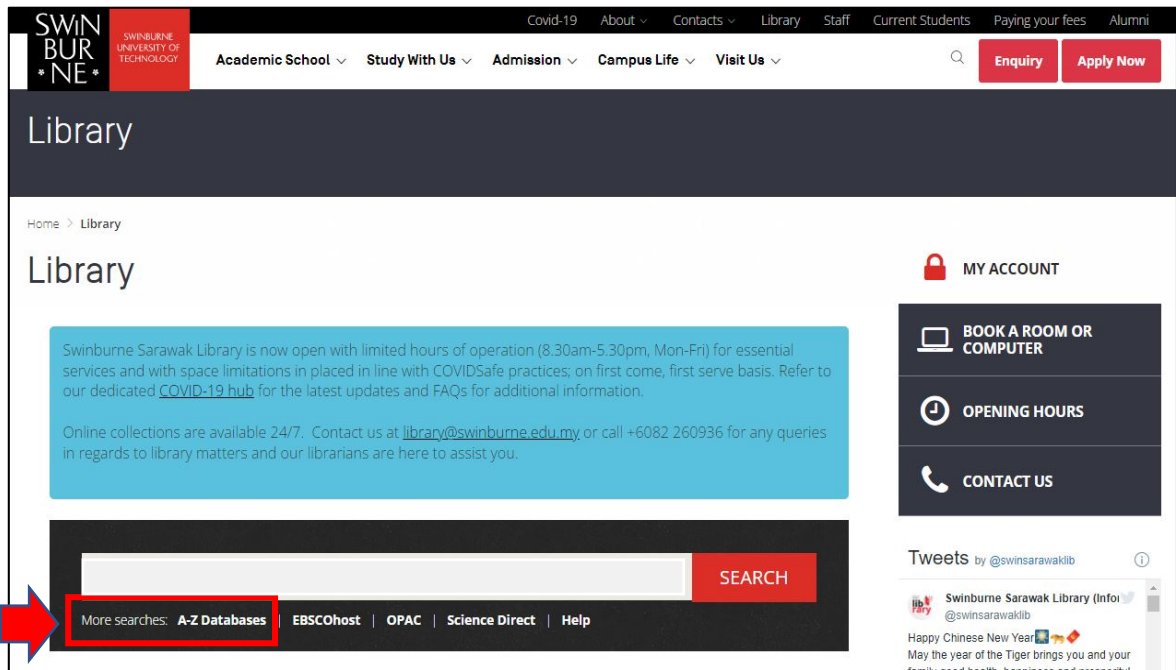 Covid-19 About Contacts Library Staff Current Students Paying your fees Alumni
SWiN
BUR
* NE *
SWINBURNE
UNIVERSITY OF
TECHNOLOGY
Academic School Study With Us Admission Campus Life Visit Us Enquiry Apply Now
Library
Home > Library
Library
Swinburne Sarawak Library is now open with limited hours of operation (8.30am-5.30pm, Mon-Fri) for essential
services and with space limitations in placed in line with COVIDSafe practices; on first come, first serve basis. Refer to
our dedicated COVID-19 hub for the latest updates and FAQs for additional information.
Online collections are available 24/7. Contact us at library@swinburne.edu.my or call +6082 260936 for any queries
in regards to library matters and our librarians are here to assist you.
SEARCH
More searches: A-Z Databases | EBSCOhost | OPAC | Science Direct | Help
MY ACCOUNT
BOOK A ROOM OR
COMPUTER
OPENING HOURS
CONTACT US
Tweets by @swinsarawaklib
lib
rary
Swinburne Sarawak Library (Infor
@swinsarawaklib
Happy Chinese New Year
May the year of the Tiger brings you and your
family good health, happiness and prosperity!